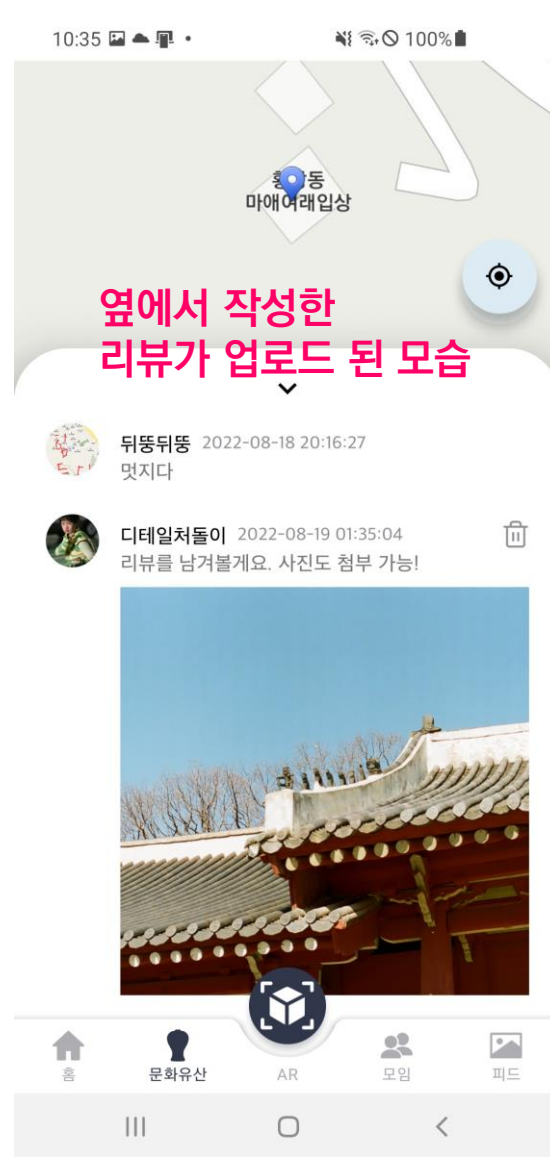 10:35
100%
동
마애여래입상
옆에서 작성한
리뷰가 업로드 된 모습
뒤뚱뒤뚱 2022-08-18 20:16:27
멋지다
디테일처돌이 2022-08-19 01:35:04
리뷰를 남겨볼게요. 사진도 첨부 가능!
홈
문화유산
AR
모임
피드